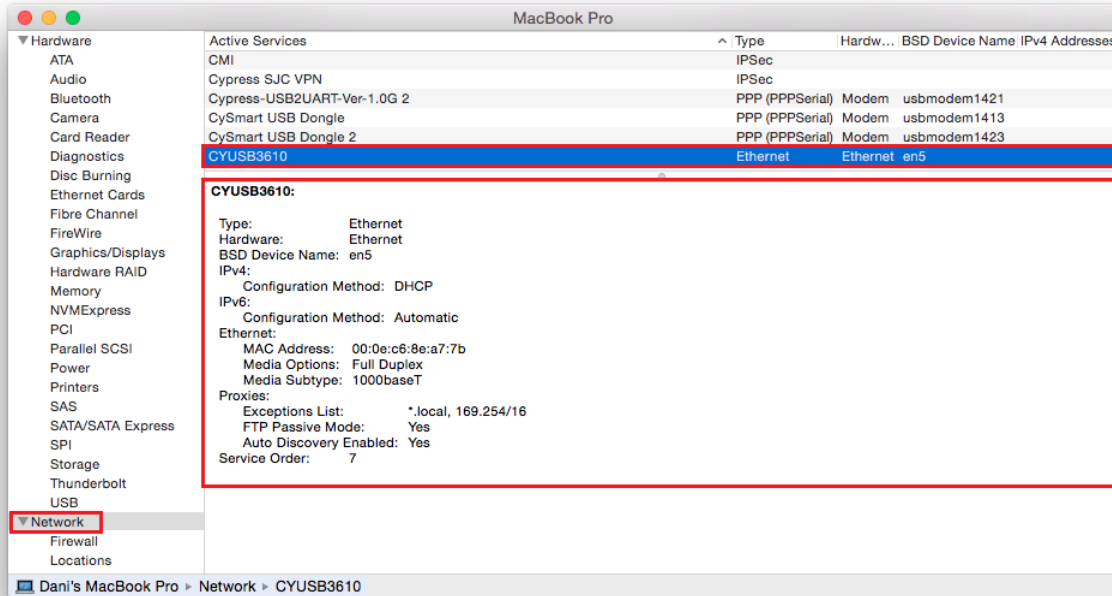 MacBook Pro
Hardware
ATA
Audio
Bluetooth
Camera
Card Reader
Diagnostics
Disc Burning
Ethernet Cards
Fibre Channel
FireWire
Graphics/Displays
Hardware RAID
Memory
NVMExpress
PCI
Parallel SCSI
Power
Printers
SAS
SATA/SATA Express
SPI
Storage
Thunderbolt
USB
Network
Firewall
Locations
Active Services Type Hardw... BSD Device Name IPv4 Addresses
CMI IPSec
Cypress SJC VPN IPSec
Cypress-USB2UART-Ver-1.0G 2 PPP (PPPSerial) Modem usbmodem1421
CySmart USB Dongle PPP (PPPSerial) Modem usbmodem1413
CySmart USB Dongle 2 PPP (PPPSerial) Modem usbmodem1423
CYUSB3610 Ethernet Ethernet en5
CYUSB3610:
Type: Ethernet
Hardware: Ethernet
BSD Device Name: en5
IPv4:
Configuration Method: DHCP
IPv6:
Configuration Method: Automatic
Ethernet:
MAC Address: 00:0e:c6:8e:a7:7b
Media Options: Full Duplex
Media Subtype: 1000baseT
Proxies:
Exceptions List: *.local, 169.254/16
FTP Passive Mode: Yes
Auto Discovery Enabled: Yes
Service Order: 7
Dani's MacBook Pro ▸ Network ▸ CYUSB3610